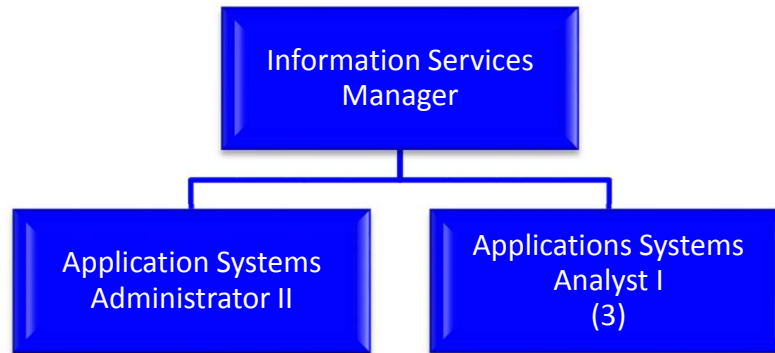 Information Services
Manager
Application Systems
Administrator II
Applications Systems
Analyst I
(3)